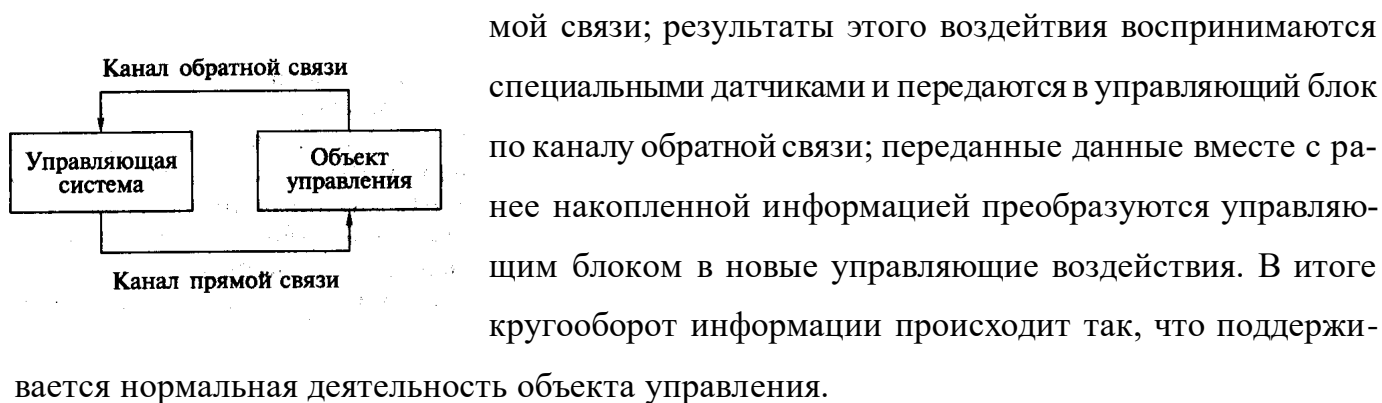 Канал обратной связи
Управляющая
система
Объект
управления
Канал прямой связи
мой связи; результаты этого воздейтвия воспринимаются
специальными датчиками и передаются в управляющий блок
по каналу обратной связи; переданные данные вместе с ра-
нее накопленной информацией преобразуются управляю-
щим блоком в новые управляющие воздействия. В итоге
кругооборот информации происходит так, что поддержи-
вается нормальная деятельность объекта управления.